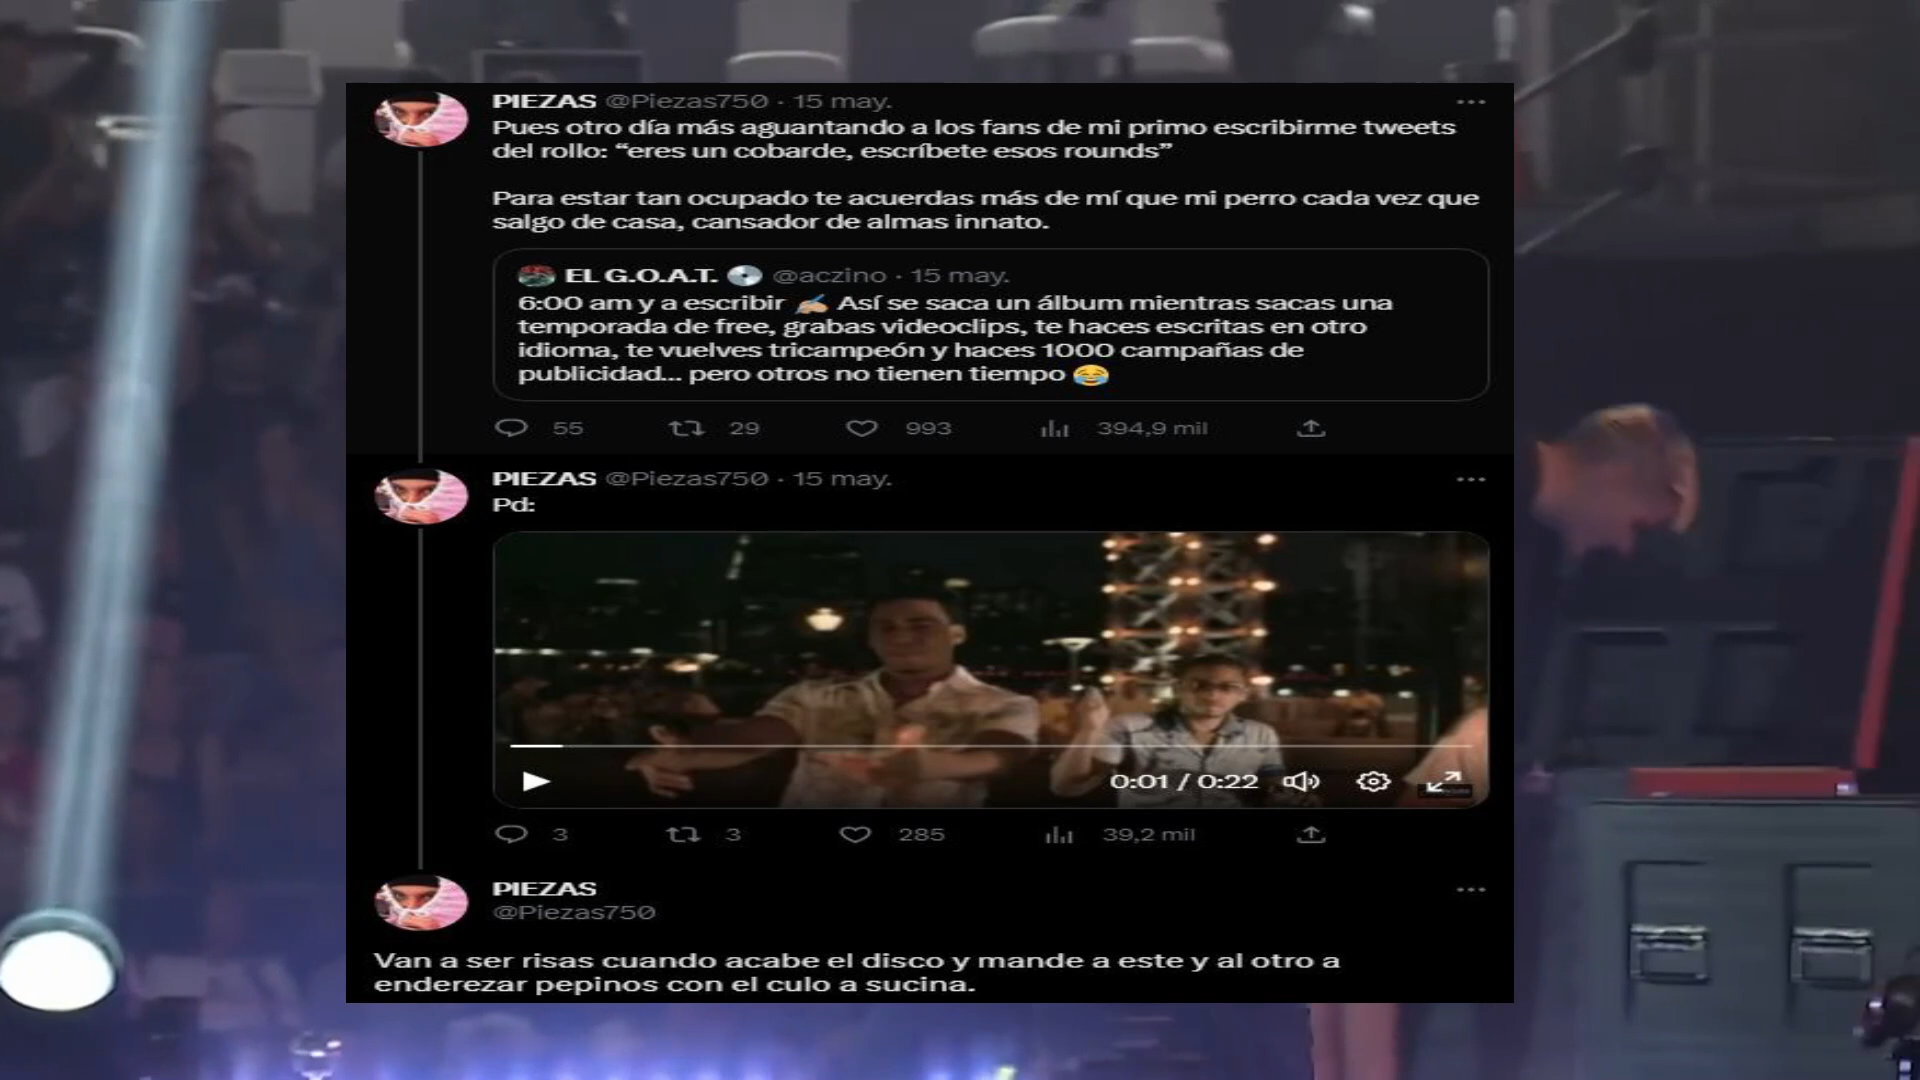 PIEZAS @Piezas750 · 15 may.
Pues otro día más aguantando a los fans de mi primo escribirme tweets
del rollo: “eres un cobarde, escríbete esos rounds”
Para estar tan ocupado te acuerdas más de mí que mi perro cada vez que
salgo de casa, cansador de almas innato.
EL G.O.A.T. 💿 @aczino · 15 may.
6:00 am y a escribir ✍🏼 Así se saca un álbum mientras sacas una
temporada de free, grabas videoclips, te haces escritas en otro
idioma, te vuelves tricampeón y haces 1000 campañas de
publicidad... pero otros no tienen tiempo 😂
55 29 993 394,9 mil
PIEZAS @Piezas750 · 15 may.
Pd:
0:01 / 0:22
3 3 285 39,2 mil
PIEZAS
@Piezas750
Van a ser risas cuando acabe el disco y mande a este y al otro a
enderezar pepinos con el culo a sucina.